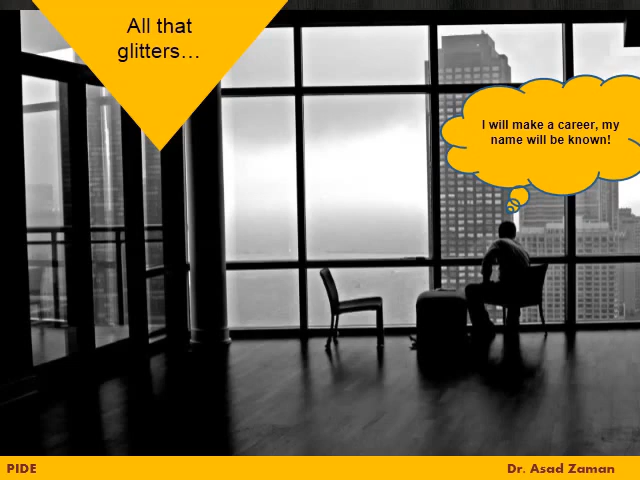 All that
glitters…
I will make a career, my
name will be known!
PIDE
Dr. Asad Zaman